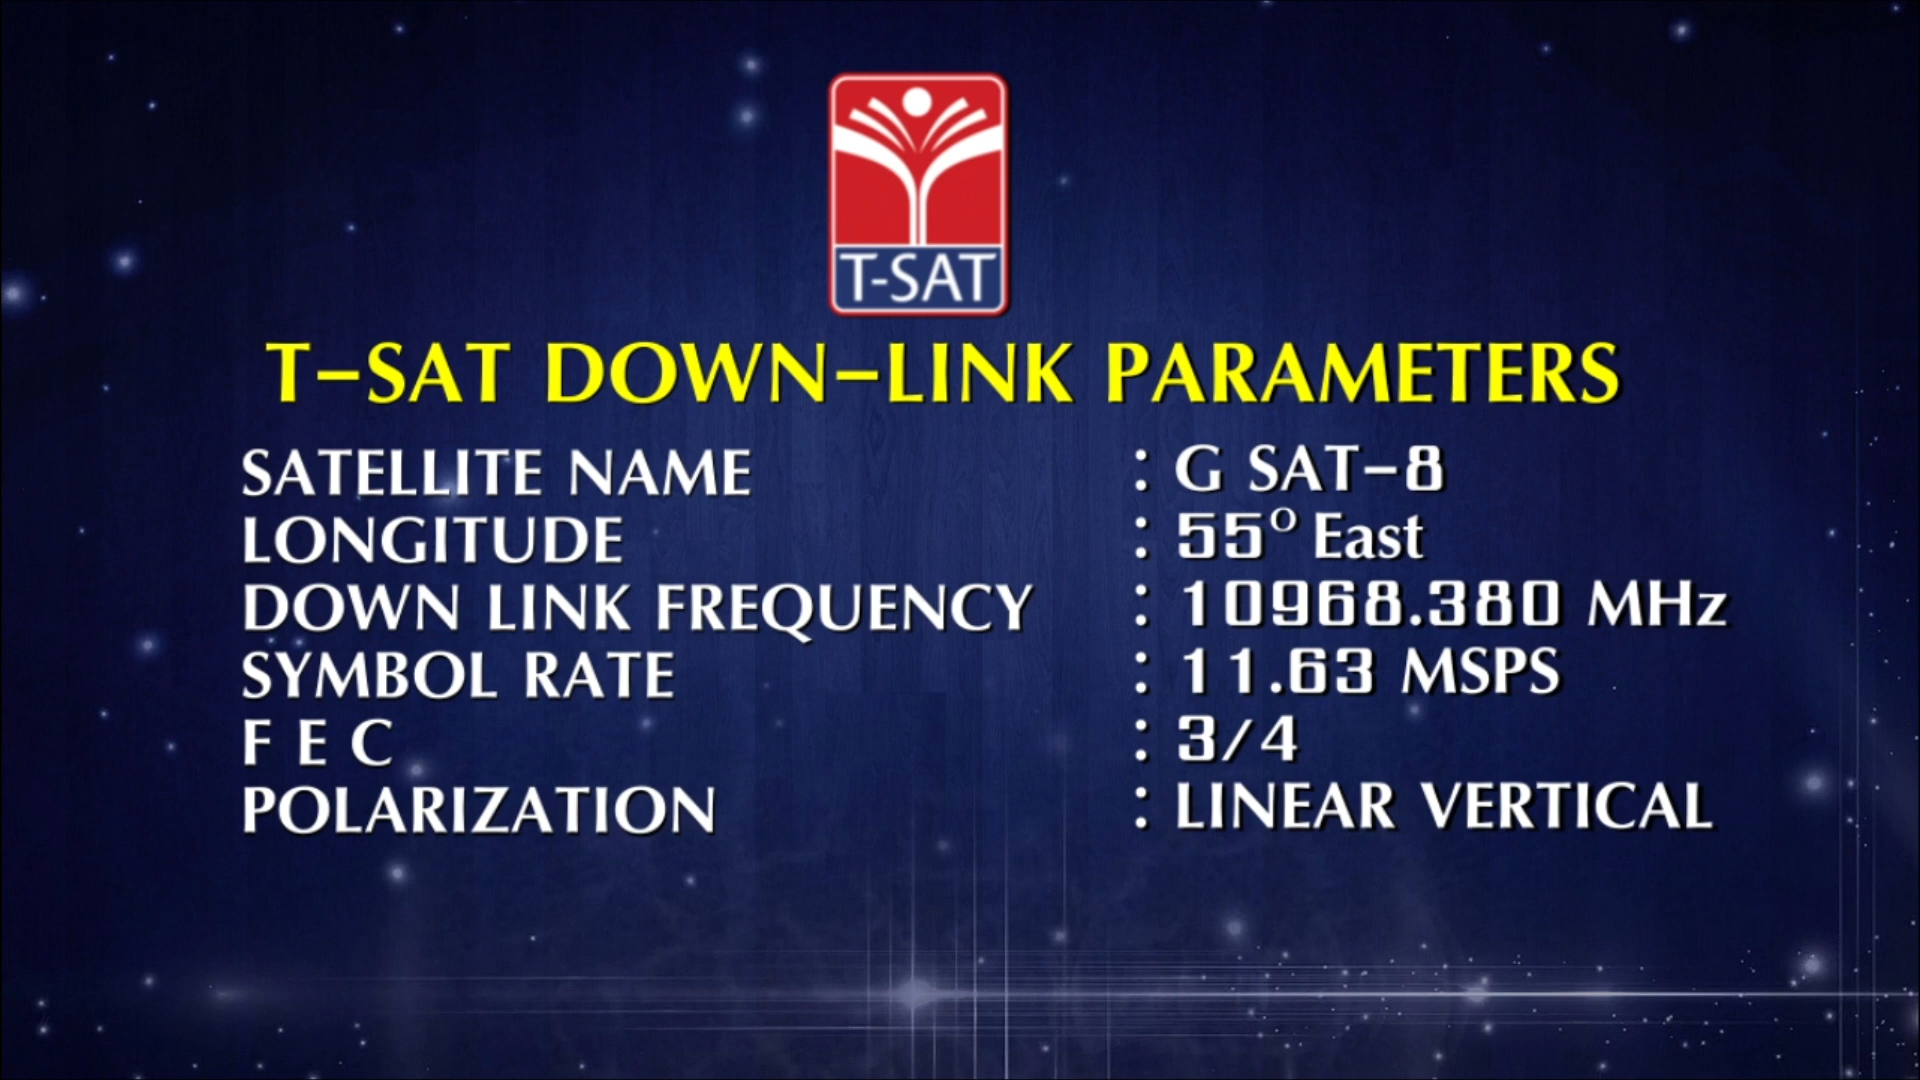 T-SAT
T-SAT DOWN-LINK PARAMETERS
SATELLITE NAME : G SAT-8
LONGITUDE : 55° East
DOWN LINK FREQUENCY : 10968.380 MHz
SYMBOL RATE : 11.63 MSPS
F E C : 3/4
POLARIZATION : LINEAR VERTICAL